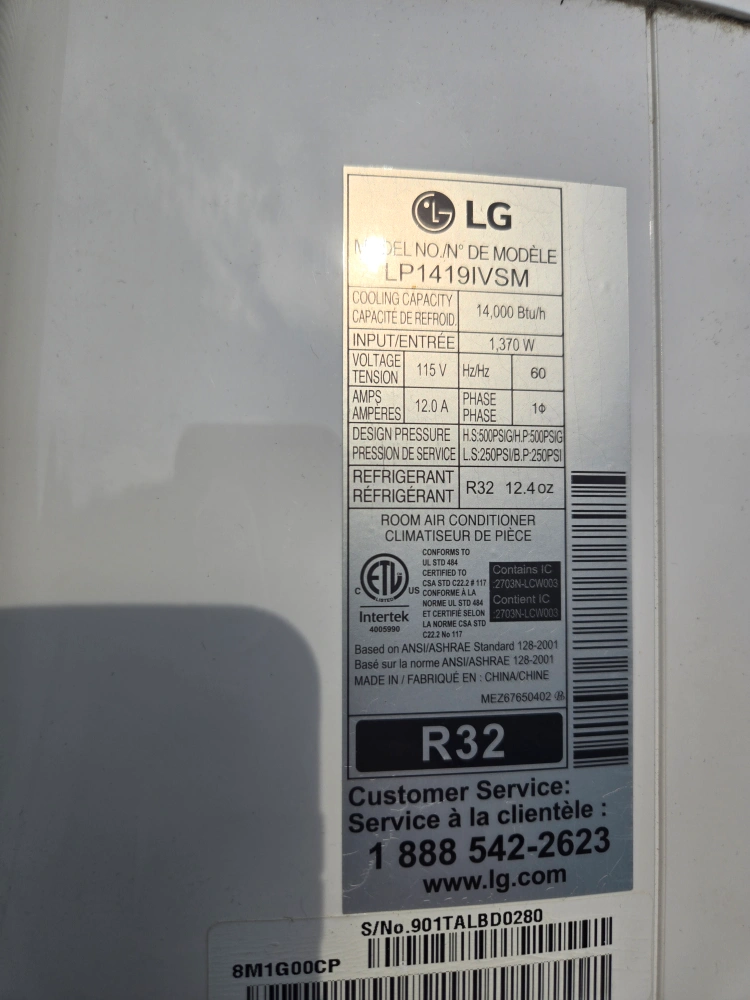 LG
MODEL NO./N° DE MODÈLE
LP1419IVSM
COOLING CAPACITY
CAPACITÉ DE REFROID.
14,000 Btu/h
INPUT/ENTRÉE
1,370 W
VOLTAGE
TENSION
115 V
Hz/Hz
60
AMPS
AMPÈRES
12.0 A
PHASE
PHASE
1Φ
DESIGN PRESSURE
PRESSION DE SERVICE
H.S:500PSIG/H.P:500PSIG
L.S:250PSI/B.P:250PSI
REFRIGERANT
RÉFRIGÉRANT
R32 12.4 oz
ROOM AIR CONDITIONER
CLIMATISEUR DE PIÈCE
C ETL US
LISTED
Intertek
4005990
CONFORMS TO
UL STD 484
CERTIFIED TO
CSA STD C22.2 # 117
CONFORME À LA
NORME UL STD 484
ET CERTIFIÉ SELON
LA NORME CSA STD
C22.2 No 117
Contains IC
:2703N-LCW003
Contient IC
:2703N-LCW003
Based on ANSI/ASHRAE Standard 128-2001
Basé sur la norme ANSI/ASHRAE 128-2001
MADE IN / FABRIQUÉ EN : CHINA/CHINE
MEZ67650402
R32
Customer Service:
Service à la clientèle :
1 888 542-2623
www.lg.com
S/No.901TALBD0280
8M1G00CP